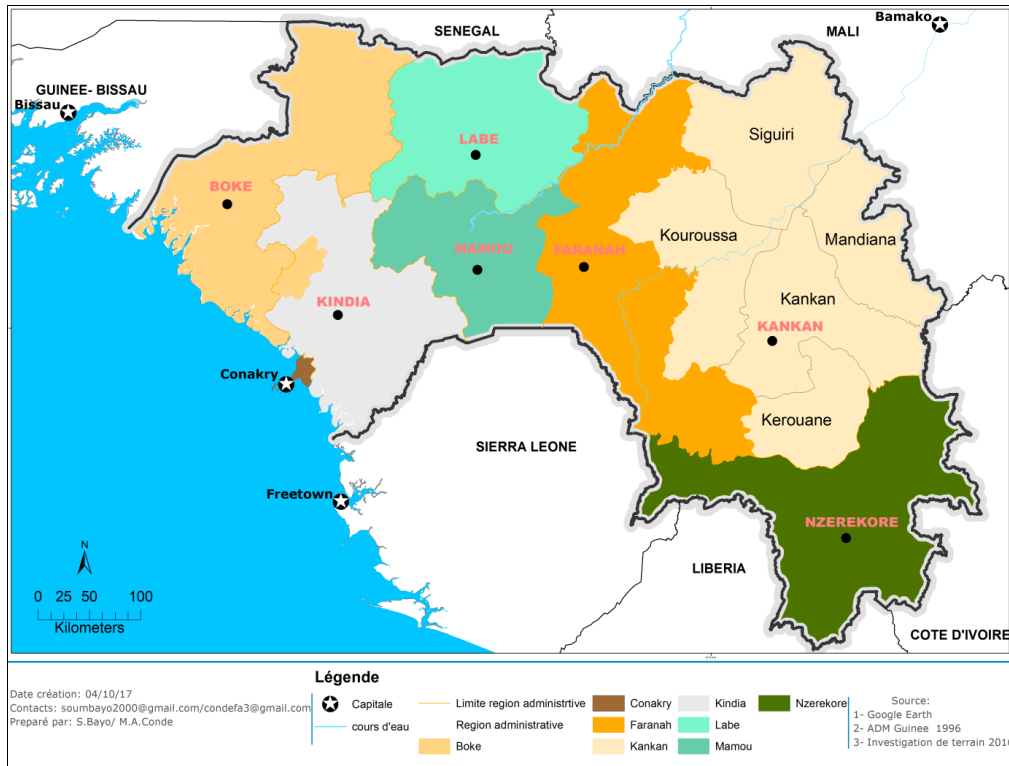 Bamako
SENEGAL
MALI
GUINEE- BISSAU
Bissau
Siguiri
LABE
BOKE
Kouroussa
Mandiana
MAMOU
FARANAH
KINDIA
Kankan
KANKAN
Conakry
Kerouane
SIERRA LEONE
Freetown
NZEREKORE
LIBERIA
COTE D'IVOIRE
N
0 25 50 100
Kilometers
Légende
Date création: 04/10/17
Contacts: soumbayo2000@gmail.com/condefa3@gmail.com
Preparé par: S.Bayo/ M.A.Conde
Capitale
cours d'eau
Limite region administrtive
Region administrative
Boke
Conakry
Faranah
Kankan
Kindia
Labe
Mamou
Nzerekore
Source:
1- Google Earth
2- ADM Guinee 1996
3- Investigation de terrain